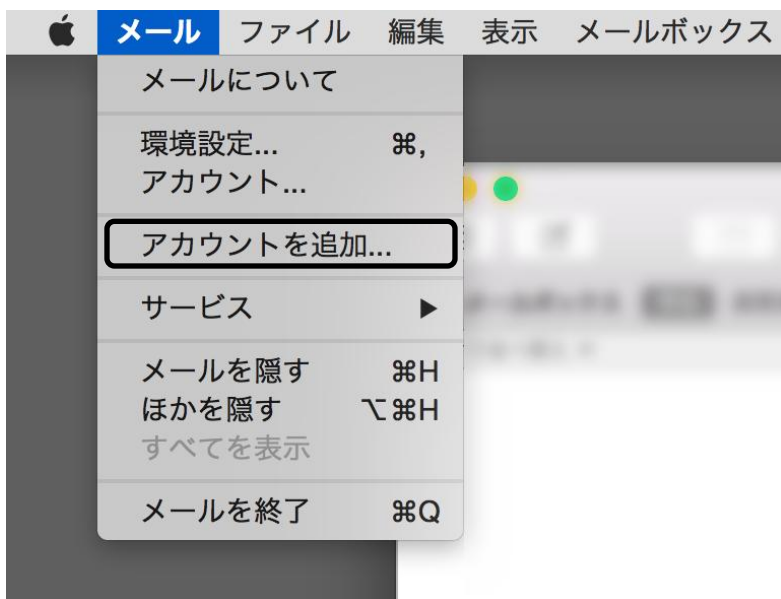 メール ファイル 編集 表示 メールボックス
メールについて
環境設定... ⌘,
アカウント...
アカウントを追加...
サービス ▶
メールを隠す ⌘H
ほかを隠す ⌥⌘H
すべてを表示
メールを終了 ⌘Q